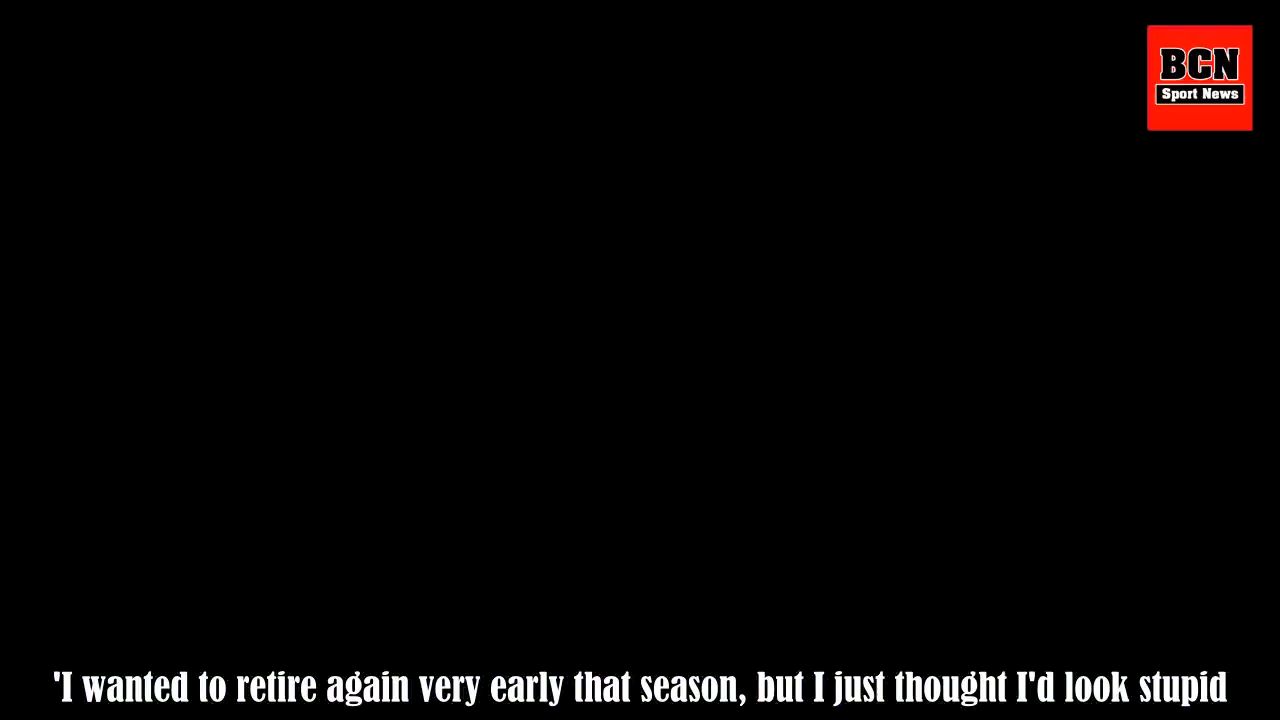 BCN
Sport News
'I wanted to retire again very early that season, but I just thought I'd look stupid